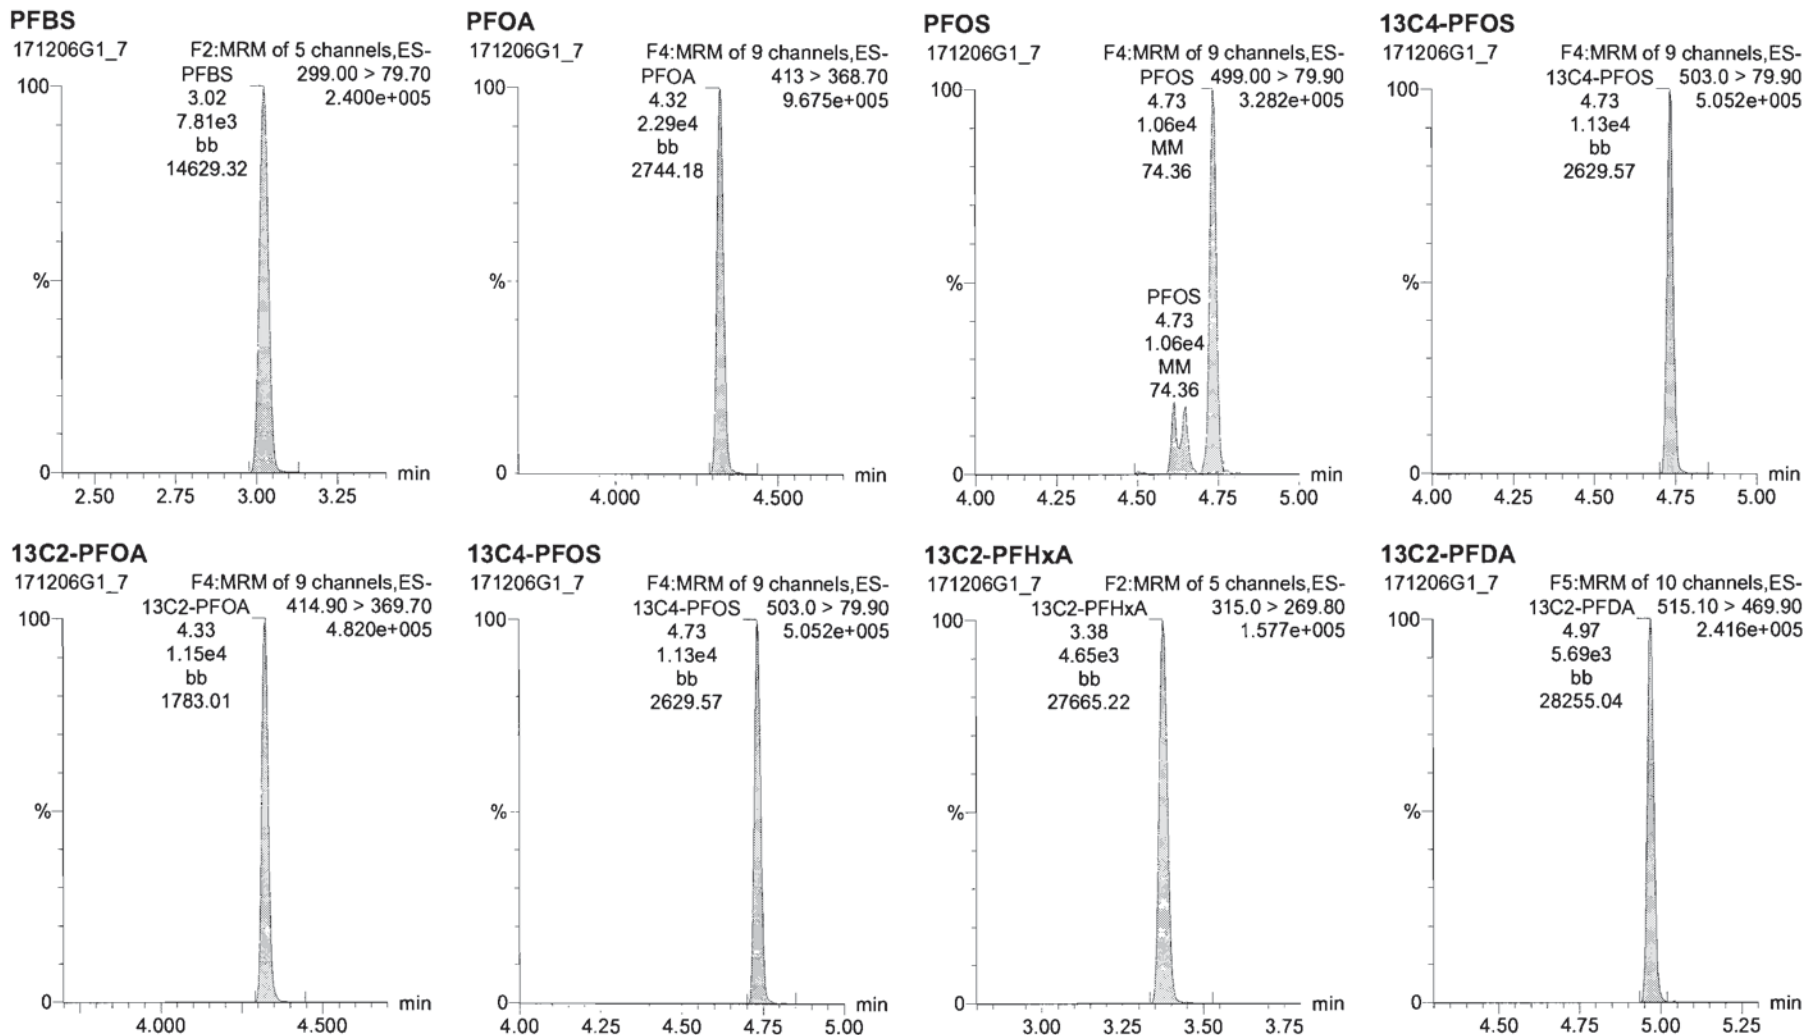 PFBS
171206G1_7 F2:MRM of 5 channels,ES-
PFBS 299.00 > 79.70
3.02 2.400e+005
7.81e3
bb
14629.32
100
%
0
min
2.50 2.75 3.00 3.25
PFOA
171206G1_7 F4:MRM of 9 channels,ES-
PFOA 413 > 368.70
4.32 9.675e+005
2.29e4
bb
2744.18
100
%
0
min
4.000 4.500
PFOS
171206G1_7 F4:MRM of 9 channels,ES-
PFOS 499.00 > 79.90
4.73 3.282e+005
1.06e4
MM
74.36
100
%
PFOS
4.73
1.06e4
MM
74.36
0
min
4.00 4.25 4.50 4.75 5.00
13C4-PFOS
171206G1_7 F4:MRM of 9 channels,ES-
13C4-PFOS 503.0 > 79.90
4.73 5.052e+005
1.13e4
bb
2629.57
100
%
0
min
4.00 4.25 4.50 4.75 5.00
13C2-PFOA
171206G1_7 F4:MRM of 9 channels,ES-
13C2-PFOA 414.90 > 369.70
4.33 4.820e+005
1.15e4
bb
1783.01
100
%
0
min
4.000 4.500
13C4-PFOS
171206G1_7 F4:MRM of 9 channels,ES-
13C4-PFOS 503.0 > 79.90
4.73 5.052e+005
1.13e4
bb
2629.57
100
%
0
min
4.00 4.25 4.50 4.75 5.00
13C2-PFHxA
171206G1_7 F2:MRM of 5 channels,ES-
13C2-PFHxA 315.0 > 269.80
3.38 1.577e+005
4.65e3
bb
27665.22
100
%
0
min
3.00 3.25 3.50 3.75
13C2-PFDA
171206G1_7 F5:MRM of 10 channels,ES-
13C2-PFDA 515.10 > 469.90
4.97 2.416e+005
5.69e3
bb
28255.04
100
%
0
min
4.50 4.75 5.00 5.25